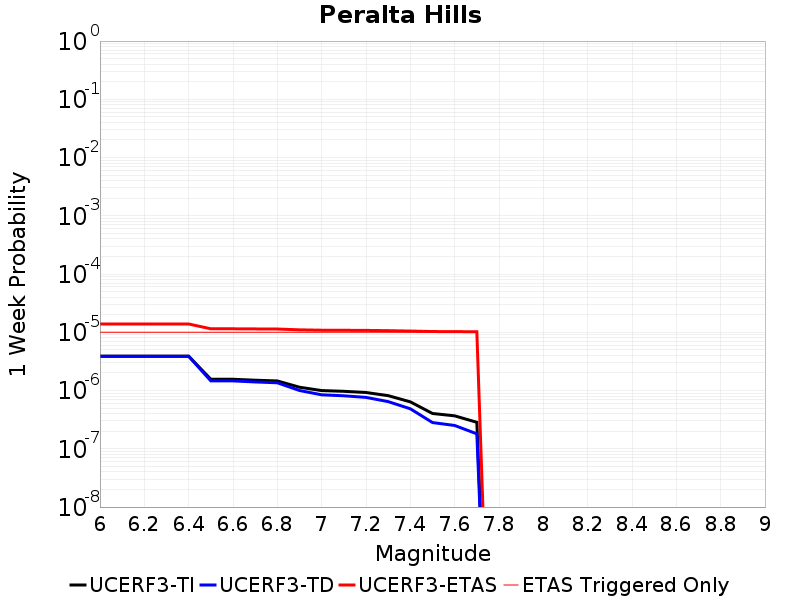 Peralta Hills
1 Week Probability
10^0
10^-1
10^-2
10^-3
10^-4
10^-5
10^-6
10^-7
10^-8
6 6.2 6.4 6.6 6.8 7 7.2 7.4 7.6 7.8 8 8.2 8.4 8.6 8.8 9
Magnitude
UCERF3-TI UCERF3-TD UCERF3-ETAS ETAS Triggered Only